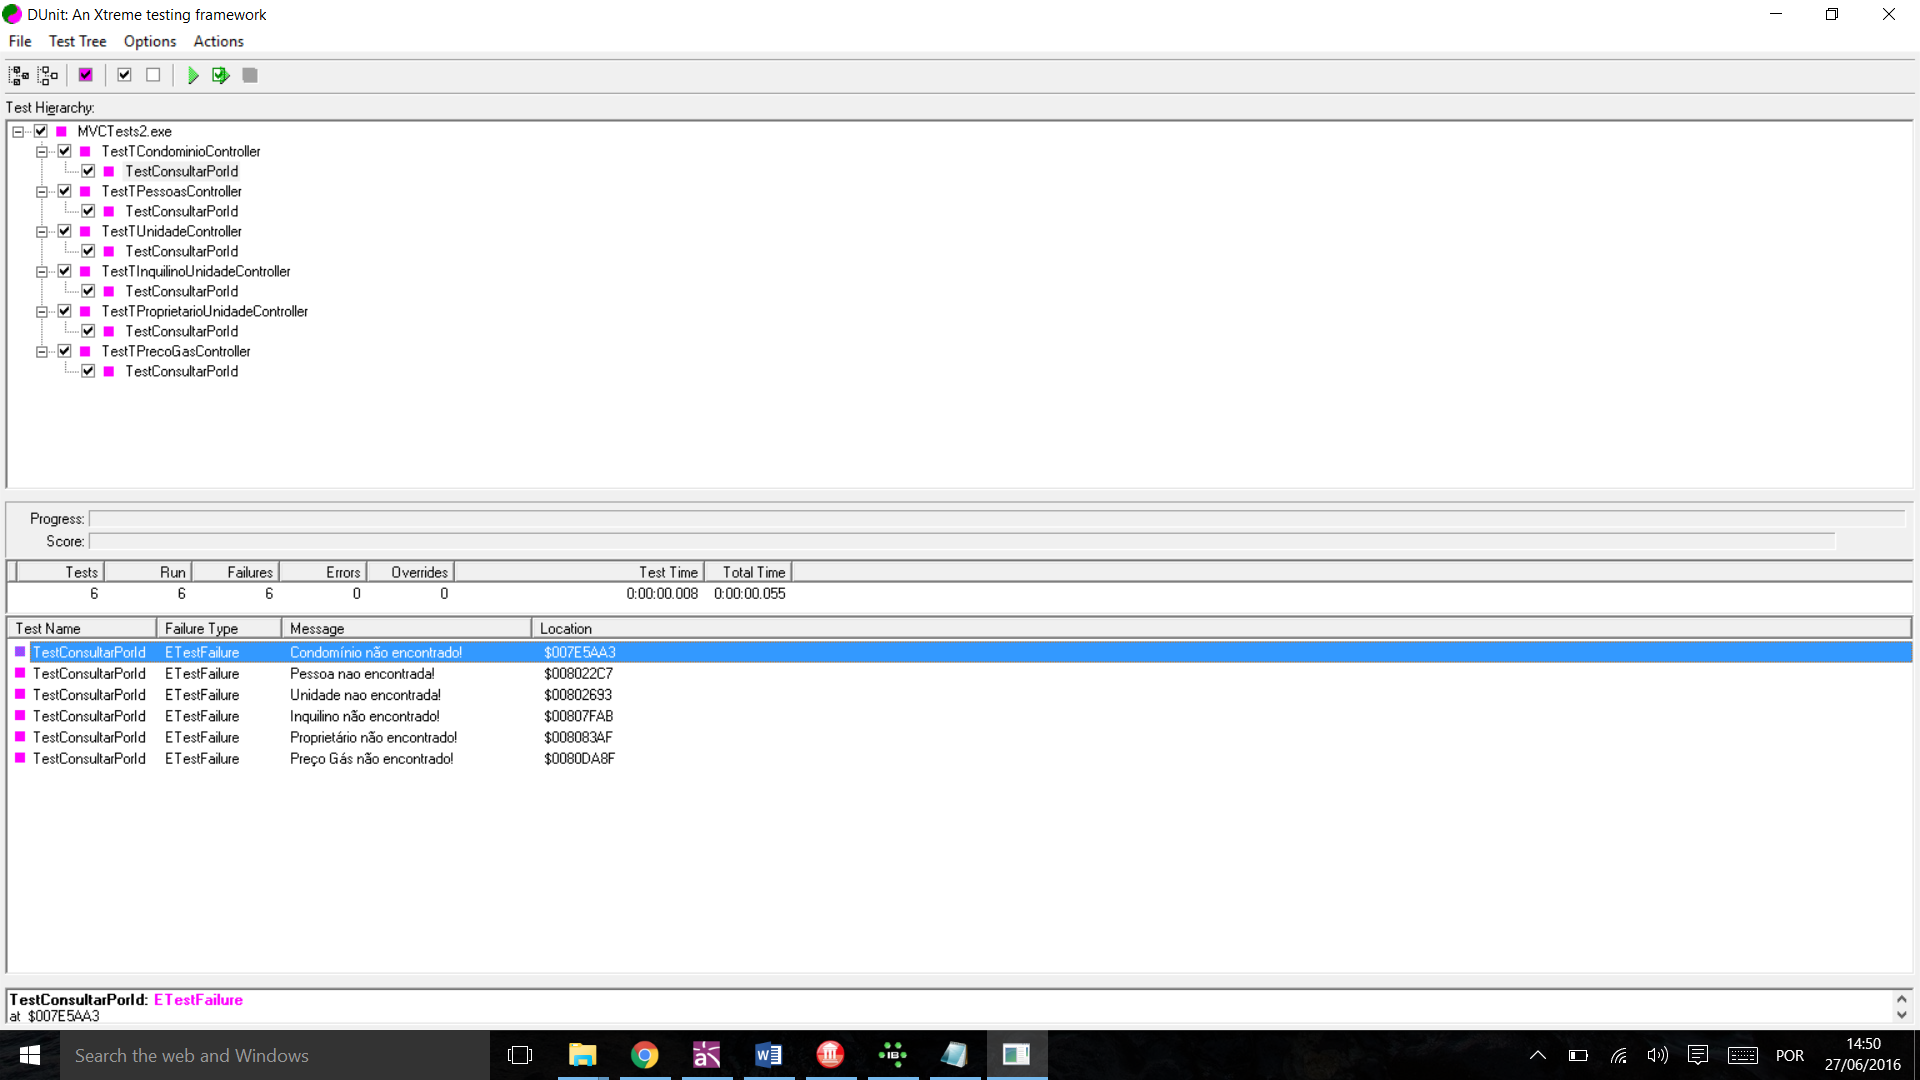 DUnit: An Xtreme testing framework
File Test Tree Options Actions
Test Hierarchy:
MVCTests2.exe
TestTCondominioController
TestConsultarPorId
TestTPessoasController
TestConsultarPorId
TestTUnidadeController
TestConsultarPorId
TestTInquilinoUnidadeController
TestConsultarPorId
TestTProprietarioUnidadeController
TestConsultarPorId
TestTPrecoGasController
TestConsultarPorId
Progress:
Score:
Tests Run Failures Errors Overrides Test Time Total Time
6 6 6 0 0 0:00:00.008 0:00:00.055
Test Name Failure Type Message Location
TestConsultarPorId ETestFailure Condomínio não encontrado! $007E5AA3
TestConsultarPorId ETestFailure Pessoa nao encontrada! $008022C7
TestConsultarPorId ETestFailure Unidade nao encontrada! $00802693
TestConsultarPorId ETestFailure Inquilino não encontrado! $00807FAB
TestConsultarPorId ETestFailure Proprietário não encontrado! $008083AF
TestConsultarPorId ETestFailure Preço Gás não encontrado! $0080DA8F
TestConsultarPorId: ETestFailure
at $007E5AA3
Search the web and Windows
IB
POR
14:50
27/06/2016